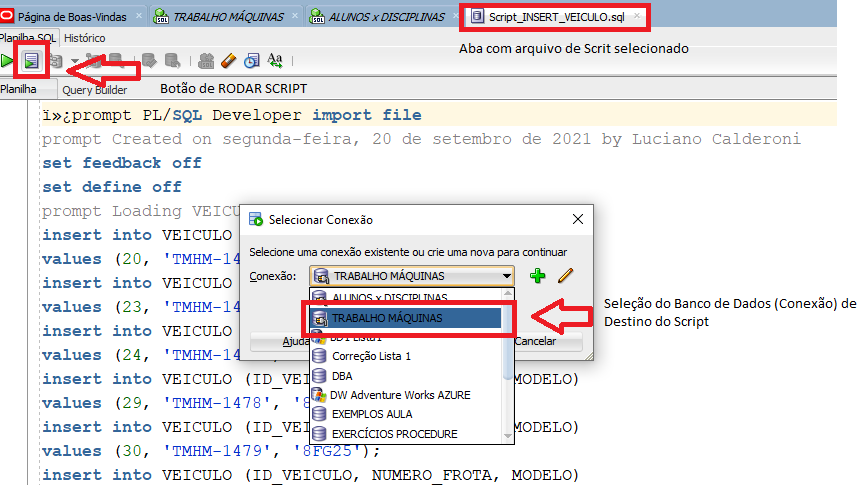 Página de Boas-Vindas TRABALHO MÁQUINAS ALUNOS x DISCIPLINAS Script_INSERT_VEICULO.sql
Planilha SQL Histórico
Aba com arquivo de Scrit selecionado
Planilha Query Builder Botão de RODAR SCRIPT
ï»¿prompt PL/SQL Developer import file
prompt Created on segunda-feira, 20 de setembro de 2021 by Luciano Calderoni
set feedback off
set define off
prompt Loading VEICU
insert into VEICULO
values (20, 'TMHM-14
insert into VEICULO
values (23, 'TMHM-14
insert into VEICULO
values (24, 'TMHM-14
insert into VEICULO (ID_VEI MODELO)
values (29, 'TMHM-1478', '8
insert into VEICULO (ID_VEI MODELO)
values (30, 'TMHM-1479', '8FG25');
insert into VEICULO (ID_VEICULO, NUMERO_FROTA, MODELO)
Selecionar Conexão
Selecione uma conexão existente ou crie uma nova para continuar
Conexão: TRABALHO MÁQUINAS
ALUNOS x DISCIPLINAS
TRABALHO MÁQUINAS
Ajuda Cancelar
Correção Lista 1
DBA
DW Adventure Works AZURE
EXEMPLOS AULA
EXERCÍCIOS PROCEDURE
Seleção do Banco de Dados (Conexão) de
Destino do Script